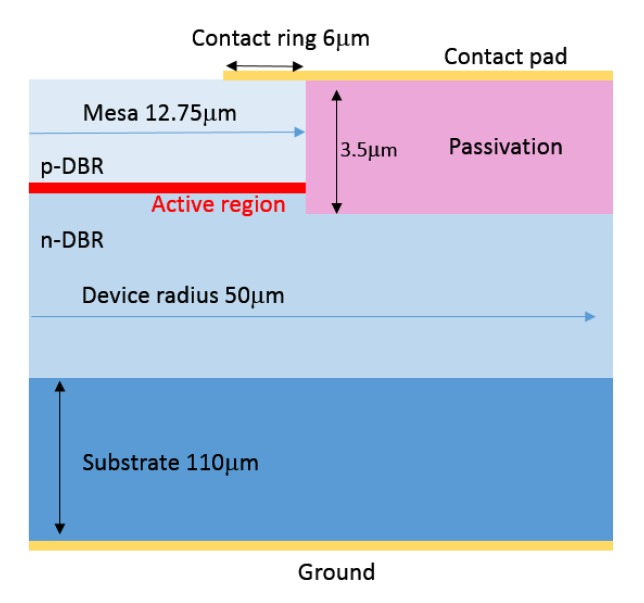 Contact ring 6μm
Contact pad
Mesa 12.75μm
3.5μm
Passivation
p-DBR
Active region
n-DBR
Device radius 50μm
Substrate 110μm
Ground